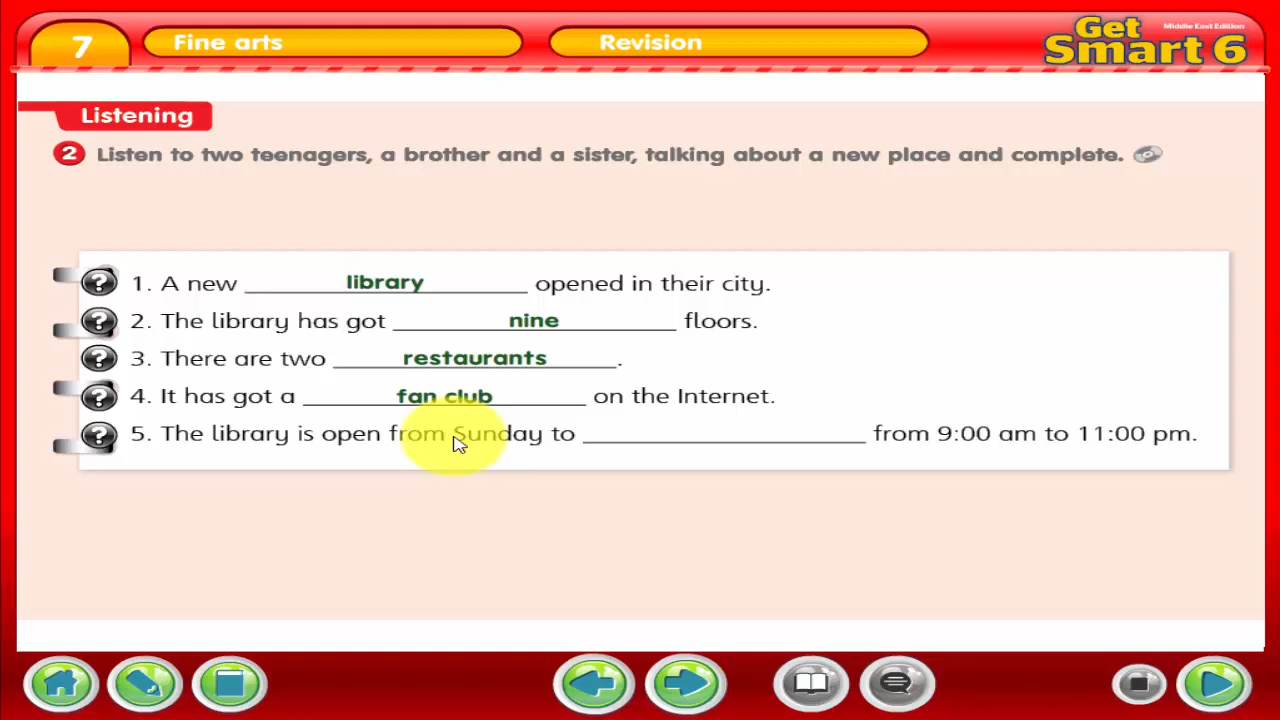 7
Fine arts
Revision
Middle East Edition
Get
Smart 6
Listening
2 Listen to two teenagers, a brother and a sister, talking about a new place and complete.
? 1. A new library opened in their city.
? 2. The library has got nine floors.
? 3. There are two restaurants.
? 4. It has got a fan club on the Internet.
? 5. The library is open from Sunday to ____________ from 9:00 am to 11:00 pm.